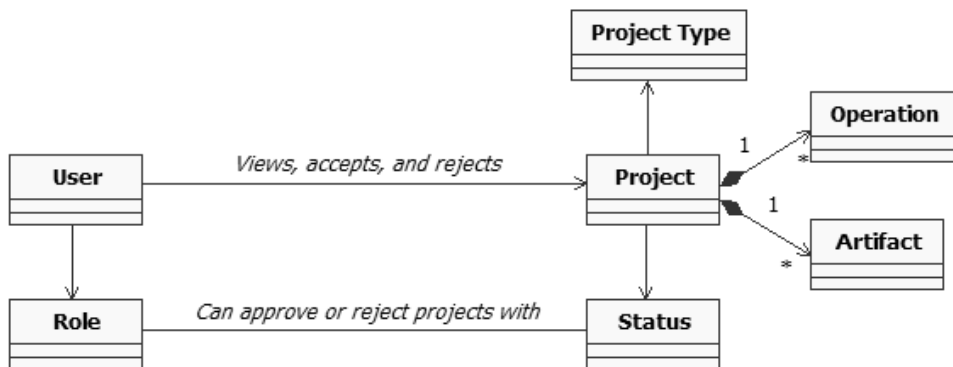 Project Type
Operation
1
*
Views, accepts, and rejects
User
Project
1
Artifact
*
Role
Can approve or reject projects with
Status